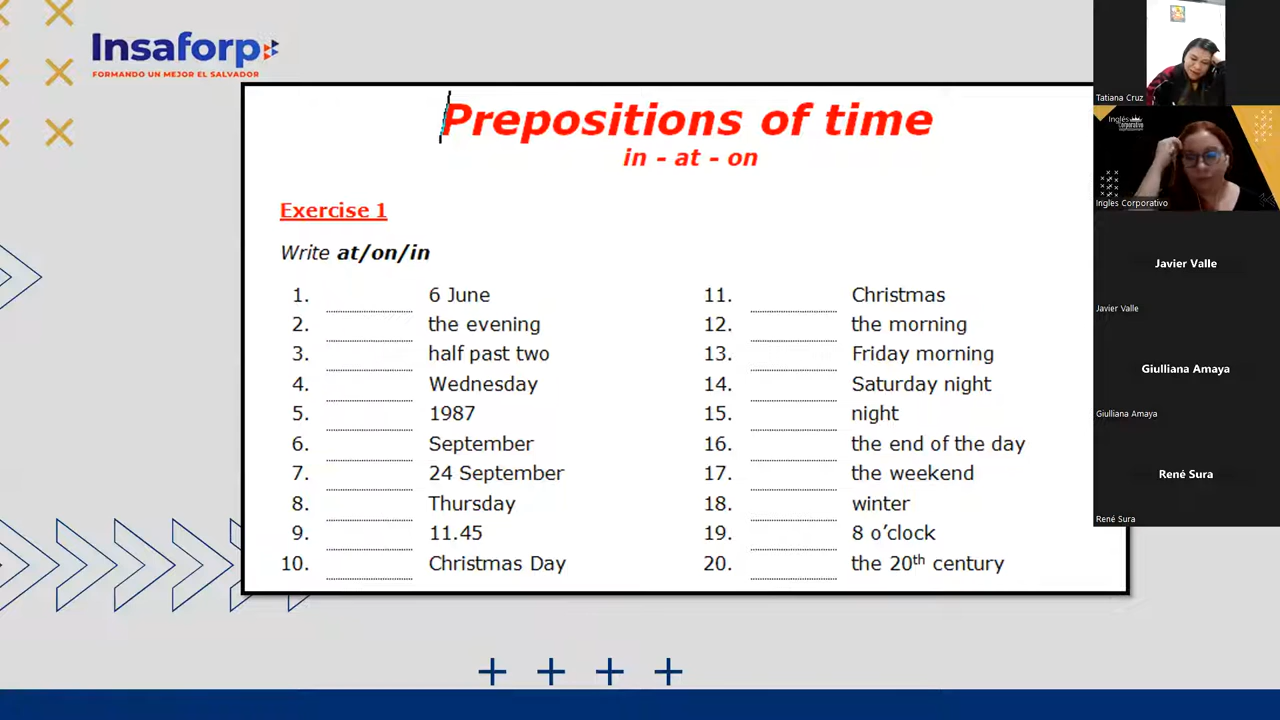 Insaforp
FORMANDO UN MEJOR EL SALVADOR
Prepositions of time
in - at - on
Exercise 1
Write at/on/in
1. 6 June
2. the evening
3. half past two
4. Wednesday
5. 1987
6. September
7. 24 September
8. Thursday
9. 11.45
10. Christmas Day
11. Christmas
12. the morning
13. Friday morning
14. Saturday night
15. night
16. the end of the day
17. the weekend
18. winter
19. 8 o’clock
20. the 20th century
Tatiana Cruz
Inglés
Corporativo
Ingles Corporativo
Javier Valle
Javier Valle
Giulliana Amaya
Giulliana Amaya
René Sura
René Sura